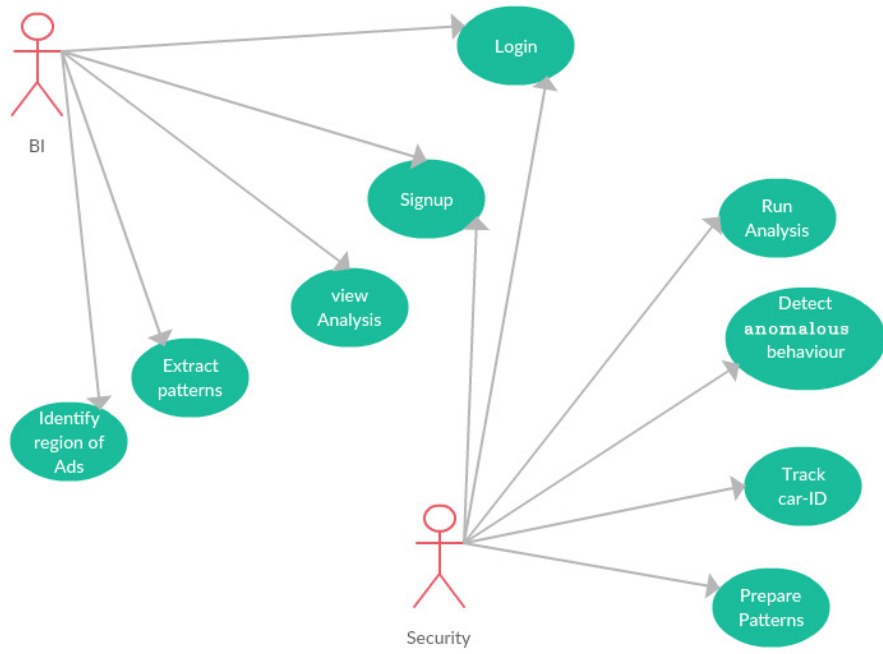 Login
BI
Signup
Run
Analysis
view
Analysis
Detect
anomalous
behaviour
Extract
patterns
Identify
region of
Ads
Track
car-ID
Prepare
Patterns
Security